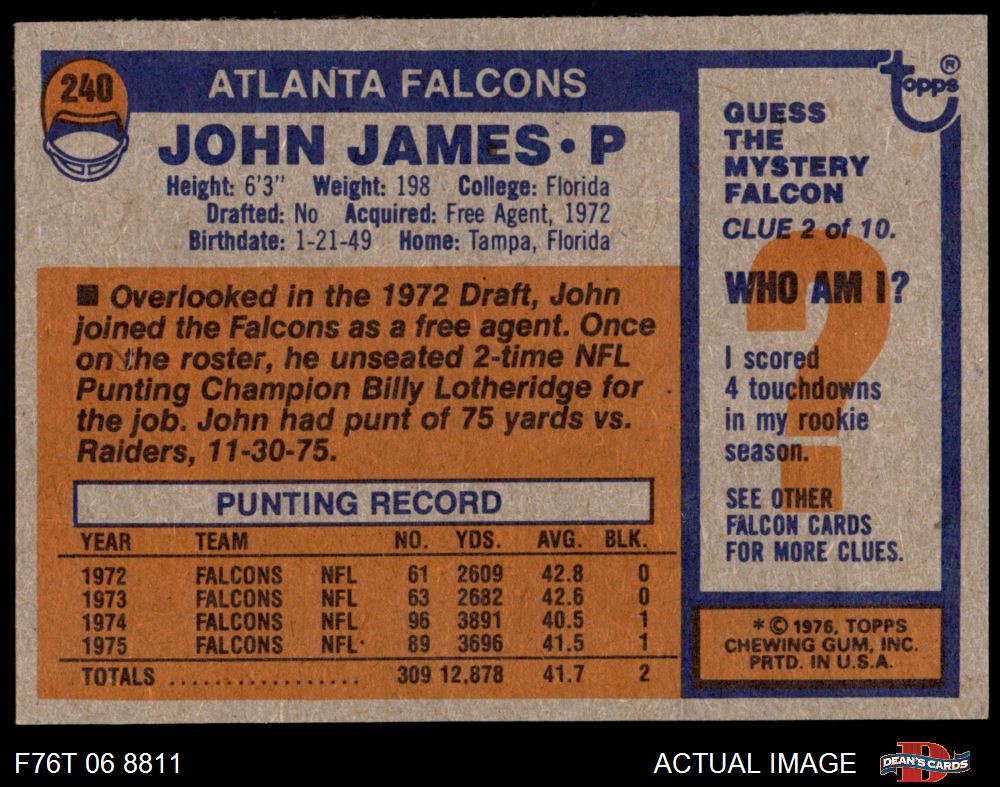 240
ATLANTA FALCONS
JOHN JAMES • P
Height: 6'3" Weight: 198 College: Florida
Drafted: No Acquired: Free Agent, 1972
Birthdate: 1-21-49 Home: Tampa, Florida
■ Overlooked in the 1972 Draft, John
joined the Falcons as a free agent. Once
on the roster, he unseated 2-time NFL
Punting Champion Billy Lotheridge for
the job. John had punt of 75 yards vs.
Raiders, 11-30-75.
PUNTING RECORD
YEAR TEAM NO. YDS. AVG. BLK.
1972 FALCONS NFL 61 2609 42.8 0
1973 FALCONS NFL 63 2682 42.6 0
1974 FALCONS NFL 96 3891 40.5 1
1975 FALCONS NFL 89 3696 41.5 1
TOTALS ................. 309 12,878 41.7 2
topps ®
GUESS
THE
MYSTERY
FALCON
CLUE 2 of 10.
?
WHO AM I?
I scored
4 touchdowns
in my rookie
season.
SEE OTHER
FALCON CARDS
FOR MORE CLUES.
* © 1976, TOPPS
CHEWING GUM, INC.
PRTD. IN U.S.A.
F76T 06 8811
ACTUAL IMAGE
D
DEAN'S CARDS